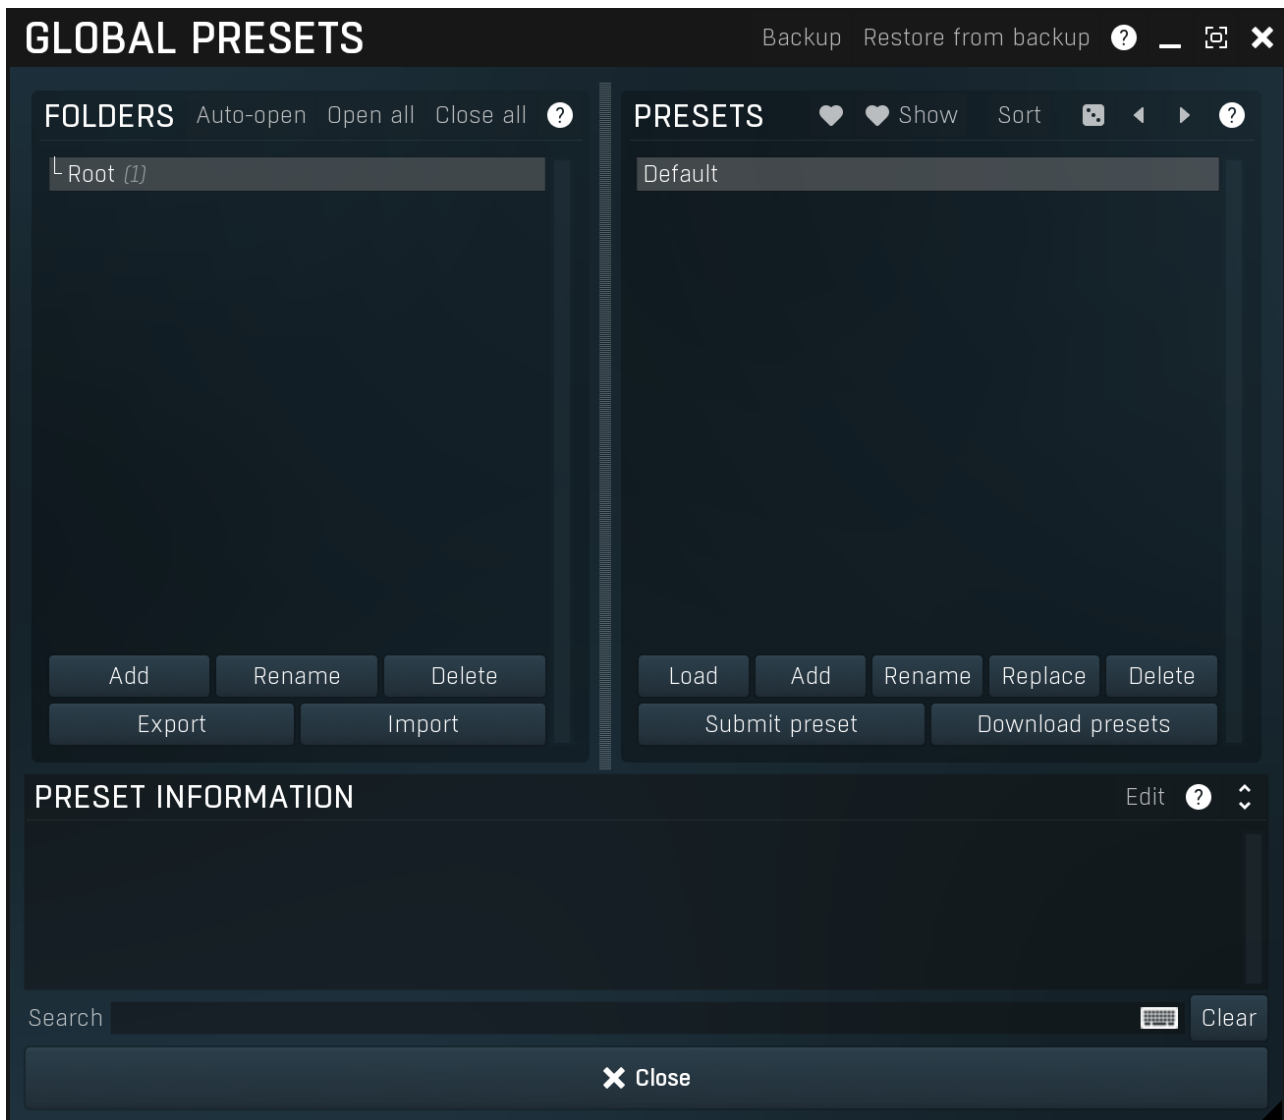 GLOBAL PRESETS Backup Restore from backup ?
FOLDERS Auto-open Open all Close all ?
PRESETS Show Sort ?
Root (1)
Default
Add Rename Delete
Export Import
Load Add Rename Replace Delete
Submit preset Download presets
PRESET INFORMATION Edit ?
Search Clear
Close